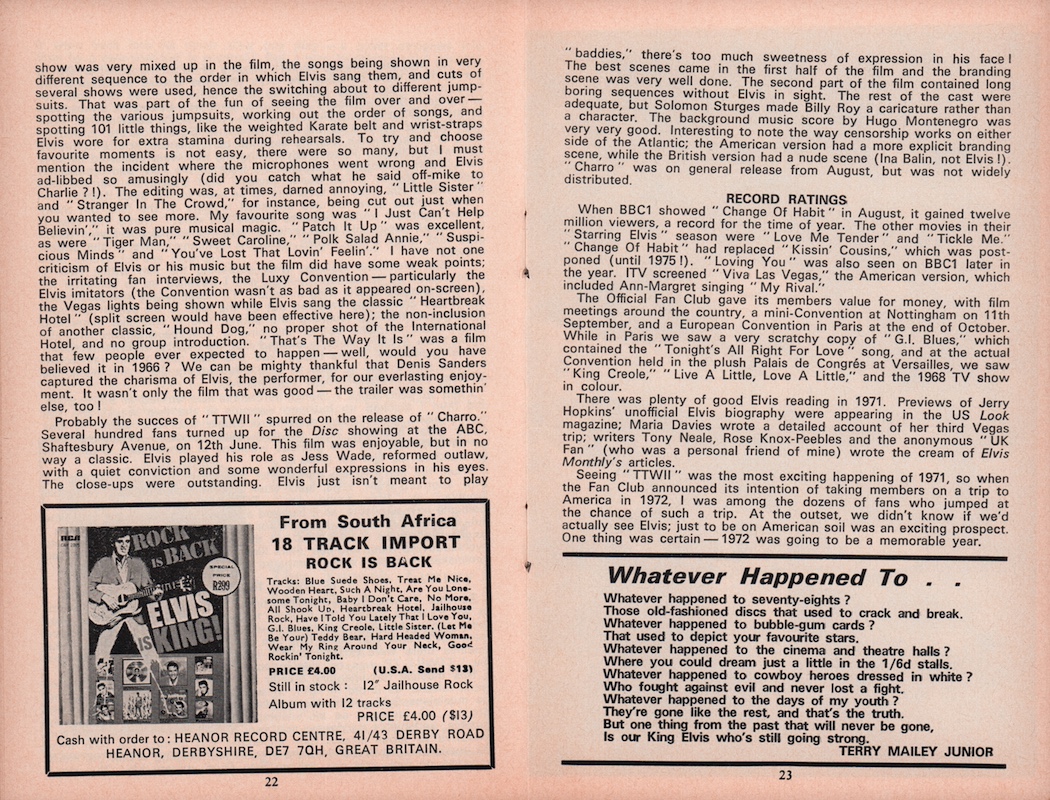 show was very mixed up in the film, the songs being shown in very
different sequence to the order in which Elvis sang them, and cuts of
several shows were used, hence the switching about to different jump-
suits. That was part of the fun of seeing the film over and over—
spotting the various jumpsuits, working out the order of songs, and
spotting 101 little things, like the weighted Karate belt and wrist-straps
Elvis wore for extra stamina during rehearsals. To try and choose
favourite moments is not easy, there were so many, but I must
mention the incident where the microphones went wrong and Elvis
ad-libbed so amusingly (did you catch what he said off-mike to
Charlie ? !). The editing was, at times, darned annoying, "Little Sister"
and "Stranger In The Crowd," for instance, being cut out just when
you wanted to see more. My favourite song was "I Just Can't Help
Believin'," it was pure musical magic. "Patch It Up" was excellent,
as were "Tiger Man," "Sweet Caroline," "Polk Salad Annie," "Suspi-
cious Minds" and "You've Lost That Lovin' Feelin'." I have not one
criticism of Elvis or his music but the film did have some weak points;
the irritating fan interviews, the Luxy Convention—particularly the
Elvis imitators (the Convention wasn't as bad as it appeared on-screen),
the Vegas lights being shown while Elvis sang the classic "Heartbreak
Hotel" (split screen would have been effective here); the non-inclusion
of another classic, "Hound Dog," no proper shot of the International
Hotel, and no group introduction. "That's The Way It Is" was a film
that few people ever expected to happen—well, would you have
believed it in 1966 ? We can be mighty thankful that Denis Sanders
captured the charisma of Elvis, the performer, for our everlasting enjoy-
ment. It wasn't only the film that was good—the trailer was somethin'
else, too !
Probably the succes of "TTWII" spurred on the release of "Charro."
Several hundred fans turned up for the Disc showing at the ABC,
Shaftesbury Avenue, on 12th June. This film was enjoyable, but in no
way a classic. Elvis played his role as Jess Wade, reformed outlaw,
with a quiet conviction and some wonderful expressions in his eyes.
The close-ups were outstanding. Elvis just isn't meant to play
RCA
ROCK
IS BACK
SPECIAL
PRICE
R2.99
ELVIS
IS
KING!
From South Africa
18 TRACK IMPORT
ROCK IS BACK
Tracks: Blue Suede Shoes, Treat Me Nice,
Wooden Heart, Such A Night, Are You Lone-
some Tonight, Baby I Don't Care, No More,
All Shook Up, Heartbreak Hotel, Jailhouse
Rock, Have I Told You Lately That I Love You,
G.I. Blues, King Creole, Little Sister, (Let Me
Be Your) Teddy Bear, Hard Headed Woman,
Wear My Ring Around Your Neck, Good
Rockin' Tonight.
PRICE £4.00 (U.S.A. Send $13)
Still in stock : 12" Jailhouse Rock
Album with 12 tracks
PRICE £4.00 ($13)
Cash with order to: HEANOR RECORD CENTRE, 41/43 DERBY ROAD
HEANOR, DERBYSHIRE, DE7 7QH, GREAT BRITAIN.
22
"baddies," there's too much sweetness of expression in his face !
The best scenes came in the first half of the film and the branding
scene was very well done. The second part of the film contained long
boring sequences without Elvis in sight. The rest of the cast were
adequate, but Solomon Sturges made Billy Roy a caricature rather than
a character. The background music score by Hugo Montenegro was
very very good. Interesting to note the way censorship works on either
side of the Atlantic; the American version had a more explicit branding
scene, while the British version had a nude scene (Ina Balin, not Elvis !).
"Charro" was on general release from August, but was not widely
distributed.
RECORD RATINGS
When BBC1 showed "Change Of Habit" in August, it gained twelve
million viewers, a record for the time of year. The other movies in their
"Starring Elvis" season were "Love Me Tender" and "Tickle Me."
"Change Of Habit" had replaced "Kissin' Cousins," which was post-
poned (until 1975 !). "Loving You" was also seen on BBC1 later in
the year. ITV screened "Viva Las Vegas," the American version, which
included Ann-Margret singing "My Rival."
The Official Fan Club gave its members value for money, with film
meetings around the country, a mini-Convention at Nottingham on 11th
September, and a European Convention in Paris at the end of October.
While in Paris we saw a very scratchy copy of "G.I. Blues," which
contained the "Tonight's All Right For Love" song, and at the actual
Convention held in the plush Palais de Congrés at Versailles, we saw
"King Creole," "Live A Little, Love A Little," and the 1968 TV show
in colour.
There was plenty of good Elvis reading in 1971. Previews of Jerry
Hopkins' unofficial Elvis biography were appearing in the US Look
magazine; Maria Davies wrote a detailed account of her third Vegas
trip; writers Tony Neale, Rose Knox-Peebles and the anonymous "UK
Fan" (who was a personal friend of mine) wrote the cream of Elvis
Monthly's articles.
Seeing "TTWII" was the most exciting happening of 1971, so when
the Fan Club announced its intention of taking members on a trip to
America in 1972, I was among the dozens of fans who jumped at
the chance of such a trip. At the outset, we didn't know if we'd
actually see Elvis; just to be on American soil was an exciting prospect.
One thing was certain—1972 was going to be a memorable year.
Whatever Happened To . .
Whatever happened to seventy-eights ?
Those old-fashioned discs that used to crack and break.
Whatever happened to bubble-gum cards ?
That used to depict your favourite stars.
Whatever happened to the cinema and theatre halls ?
Where you could dream just a little in the 1/6d stalls.
Whatever happened to cowboy heroes dressed in white ?
Who fought against evil and never lost a fight.
Whatever happened to the days of my youth ?
They're gone like the rest, and that's the truth.
But one thing from the past that will never be gone,
Is our King Elvis who's still going strong.
TERRY MAILEY JUNIOR
23